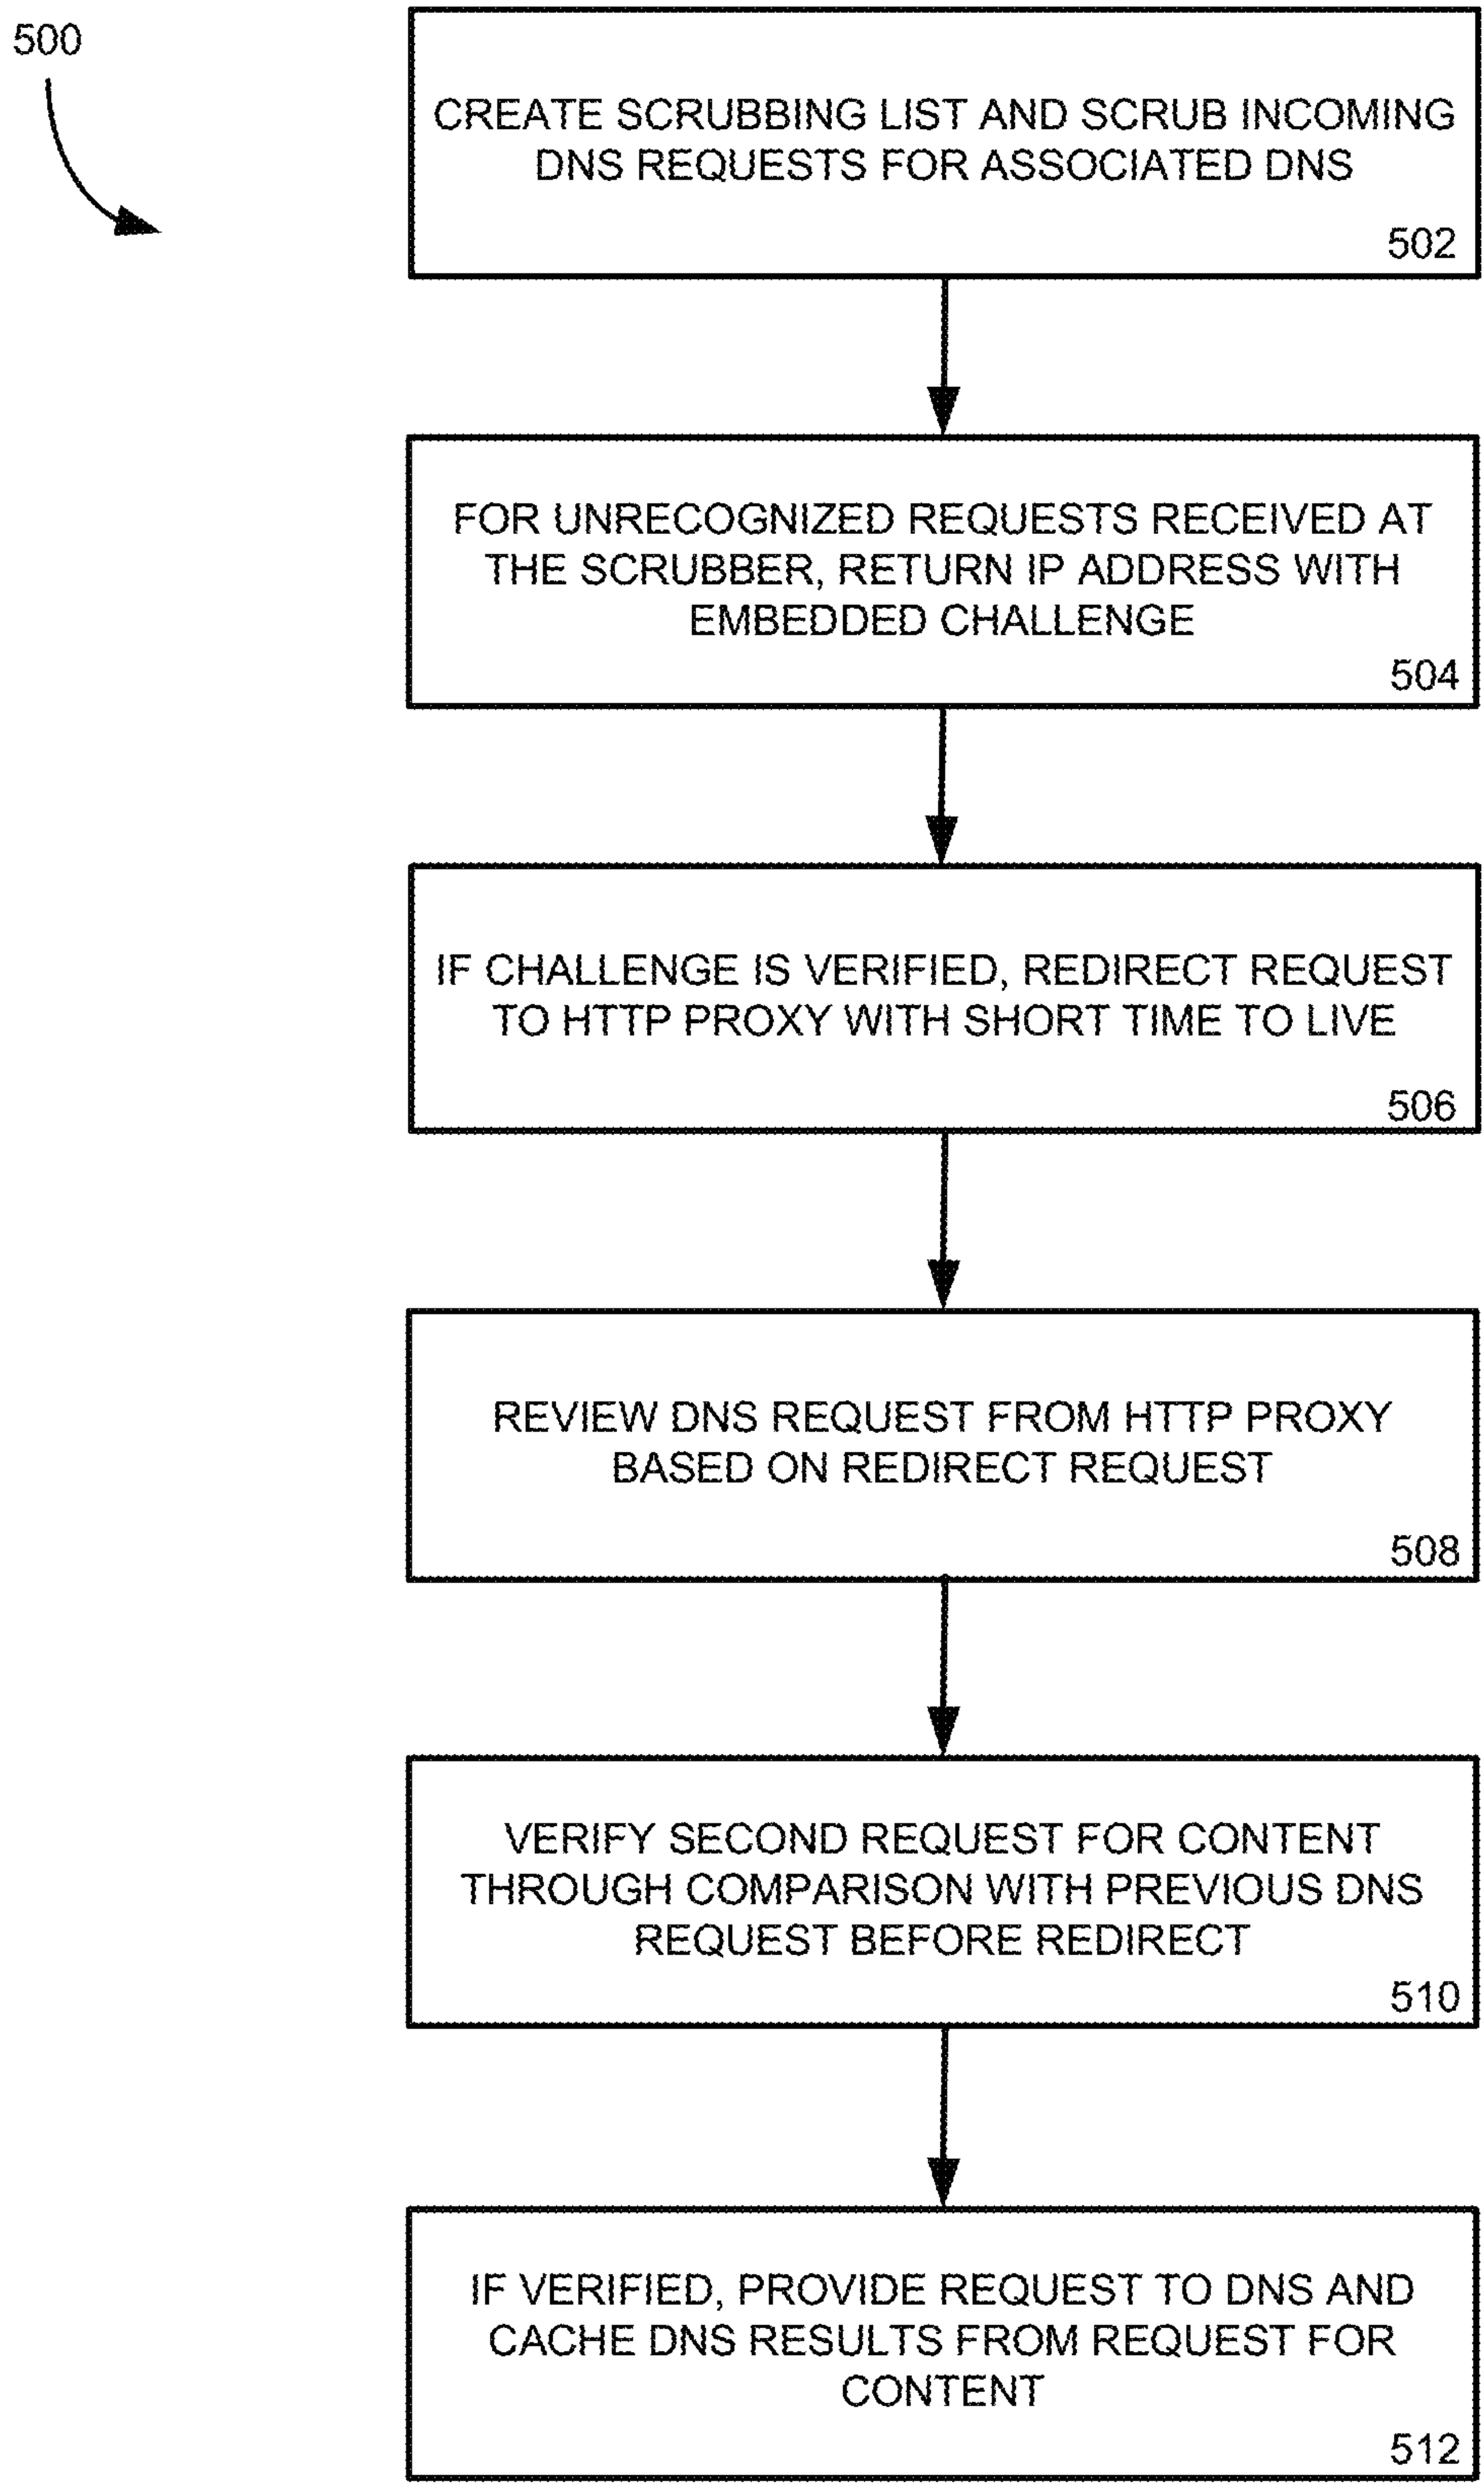 500
CREATE SCRUBBING LIST AND SCRUB INCOMING
DNS REQUESTS FOR ASSOCIATED DNS
502
FOR UNRECOGNIZED REQUESTS RECEIVED AT
THE SCRUBBER, RETURN IP ADDRESS WITH
EMBEDDED CHALLENGE
504
IF CHALLENGE IS VERIFIED, REDIRECT REQUEST
TO HTTP PROXY WITH SHORT TIME TO LIVE
506
REVIEW DNS REQUEST FROM HTTP PROXY
BASED ON REDIRECT REQUEST
508
VERIFY SECOND REQUEST FOR CONTENT
THROUGH COMPARISON WITH PREVIOUS DNS
REQUEST BEFORE REDIRECT
510
IF VERIFIED, PROVIDE REQUEST TO DNS AND
CACHE DNS RESULTS FROM REQUEST FOR
CONTENT
512